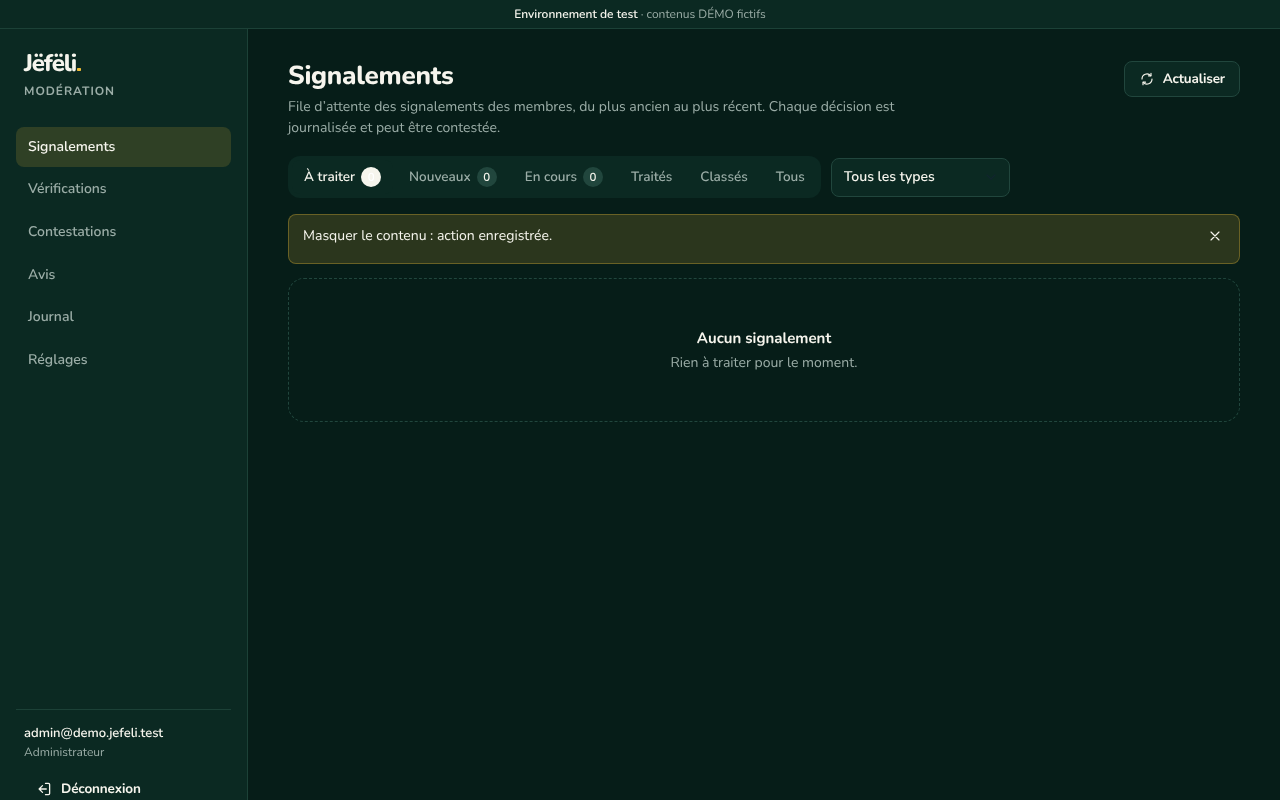 Environnement de test · contenus DÉMO fictifs
Jëfëli.
MODÉRATION
Signalements
Vérifications
Contestations
Avis
Journal
Réglages
admin@demo.jefeli.test
Administrateur
Déconnexion
Signalements
Actualiser
File d’attente des signalements des membres, du plus ancien au plus récent. Chaque décision est
journalisée et peut être contestée.
À traiter
Nouveaux 0
En cours 0
Traités
Classés
Tous
Tous les types
Masquer le contenu : action enregistrée.
Aucun signalement
Rien à traiter pour le moment.